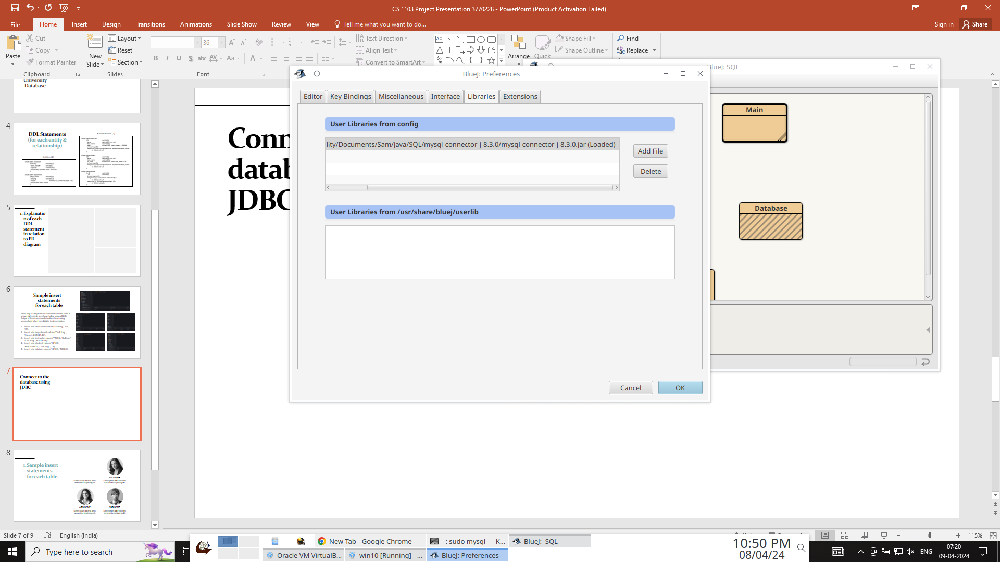 CS 1103 Project Presentation 3770228 - PowerPoint (Product Activation Failed)
File
Home
Insert
Design
Transitions
Animations
Slide Show
Review
View
Tell me what you want to do...
Sign in
Share
Paste
Cut
Copy
Format Painter
Clipboard
New
Slide
Layout
Reset
Section
Slides
36
Font
Text Direction
Align Text
Convert to SmartArt
Arrange
Quick
Shape Fill
Shape Outline
Find
Replace
University
Database
4
DDL Statements
(for each entity &
relationship)
5
1. Explanatio
n of each
DDL
statement
in relation
to ER
diagram
6
Sample insert
statements
for each table
7
Connect to the
database using
JDBC
8
1. Sample insert
statements
for each table.
ADD NAME
ADD NAME
ADD NAME
Conn
datab
JDBC
BlueJ: SQL
Main
Database
BlueJ: Preferences
Editor
Key Bindings
Miscellaneous
Interface
Libraries
Extensions
User Libraries from config
ility/Documents/Sam/java/SQL/mysql-connector-j-8.3.0/mysql-connector-j-8.3.0.jar (Loaded)
Add File
Delete
User Libraries from /usr/share/bluej/userlib
Cancel
OK
Slide 7 of 9
English (India)
115%
Type here to search
New Tab - Google Chrome
- : sudo mysql — K...
BlueJ: SQL
Oracle VM VirtualB...
win10 [Running] - ...
BlueJ: Preferences
10:50 PM
08/04/24
ENG
07:20
09-04-2024